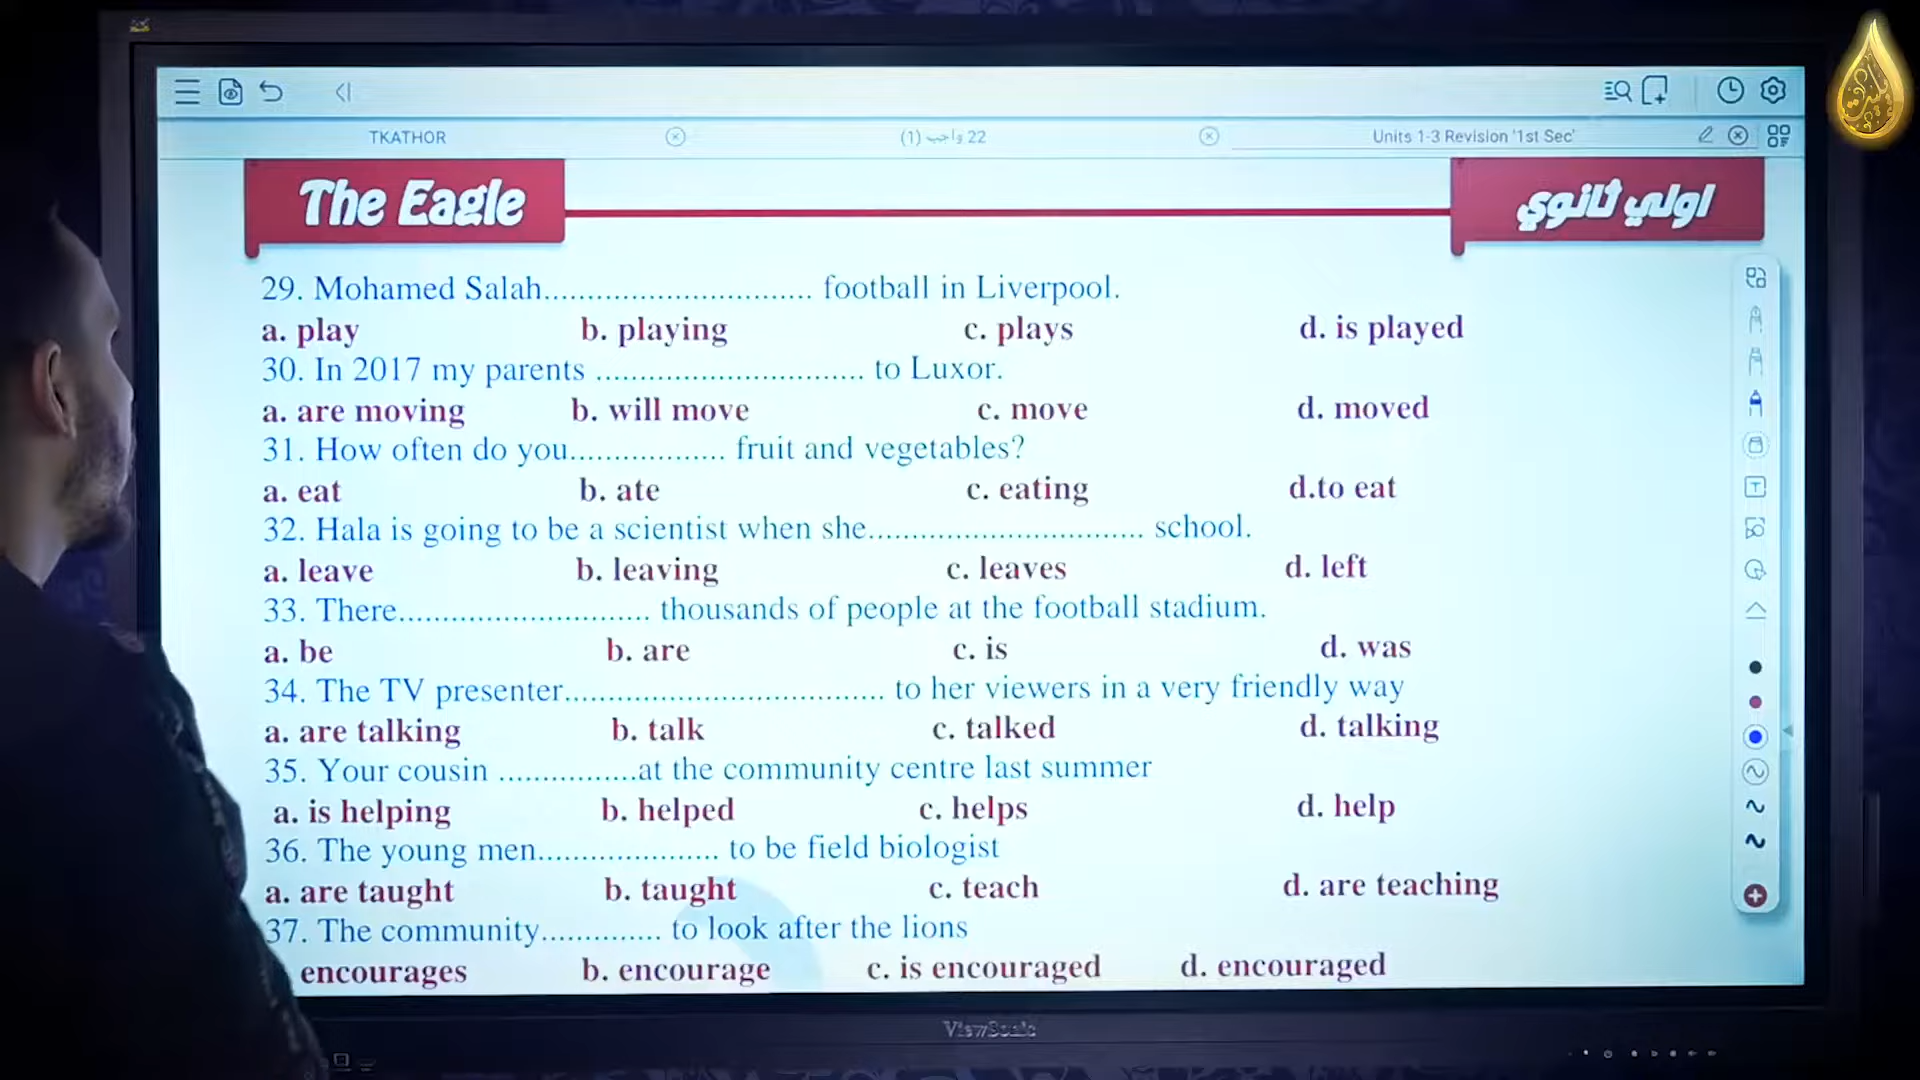 TKATHOR
22 واجب (1)
Units 1-3 Revision '1st Sec'
The Eagle
اولي ثانوي
29. Mohamed Salah............................... football in Liverpool.
a. play b. playing c. plays d. is played
30. In 2017 my parents ............................... to Luxor.
a. are moving b. will move c. move d. moved
31. How often do you.................. fruit and vegetables?
a. eat b. ate c. eating d.to eat
32. Hala is going to be a scientist when she............................... school.
a. leave b. leaving c. leaves d. left
33. There............................. thousands of people at the football stadium.
a. be b. are c. is d. was
34. The TV presenter.................................... to her viewers in a very friendly way
a. are talking b. talk c. talked d. talking
35. Your cousin ................at the community centre last summer
a. is helping b. helped c. helps d. help
36. The young men..................... to be field biologist
a. are taught b. taught c. teach d. are teaching
37. The community.............. to look after the lions
encourages b. encourage c. is encouraged d. encouraged
ViewSonic